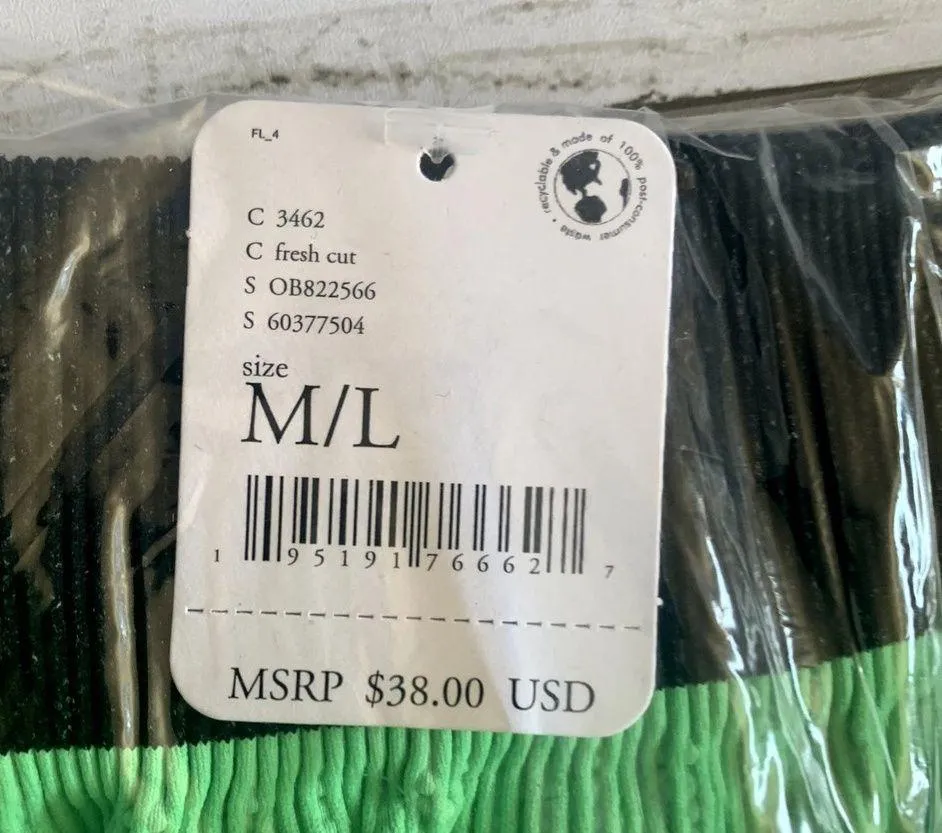 FL_4
recyclable & made of 100% post-consumer waste •
C 3462
C fresh cut
S OB822566
S 60377504
size
M/L
1 95191 76662 7
MSRP $38.00 USD